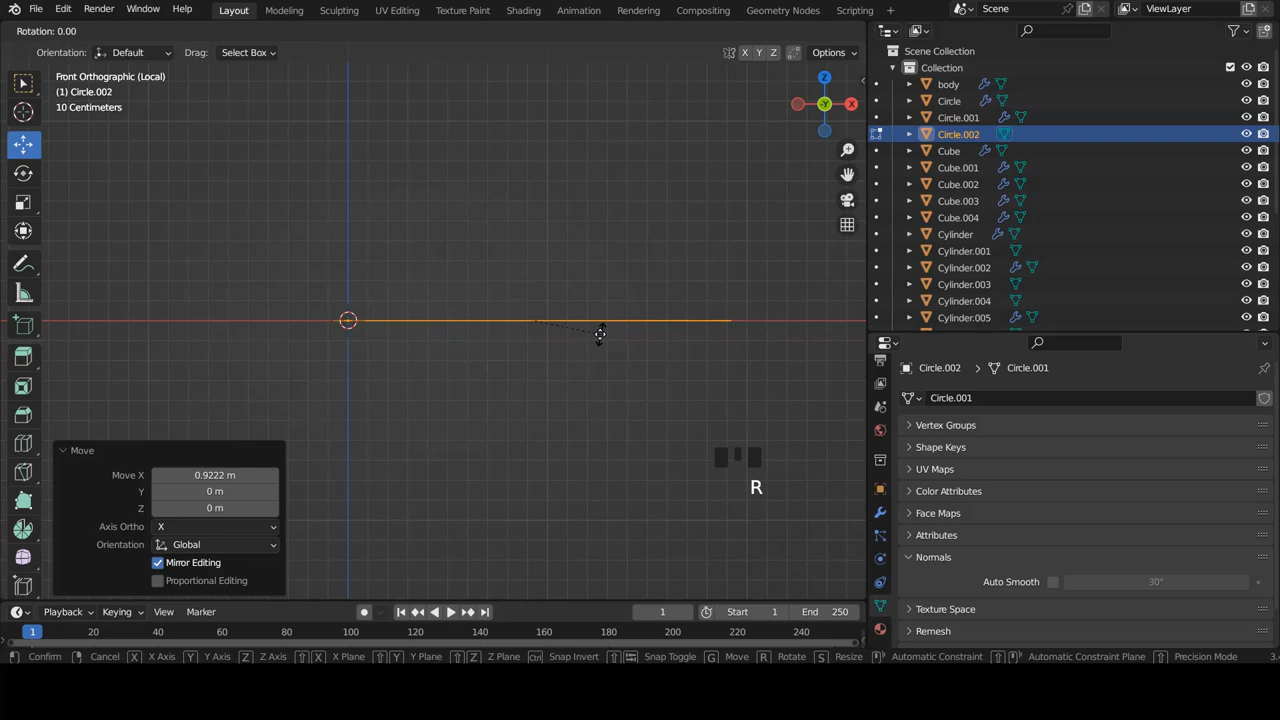 File Edit Render Window Help Layout Modeling Sculpting UV Editing Texture Paint Shading Animation Rendering Compositing Geometry Nodes Scripting + Scene ViewLayer
Rotation: 0.00
Orientation: Default Drag: Select Box X Y Z Options
Front Orthographic (Local)
(1) Circle.002
10 Centimeters
Z
Y
X
Scene Collection
Collection
body
Circle
Circle.001
Circle.002
Cube
Cube.001
Cube.002
Cube.003
Cube.004
Cylinder
Cylinder.001
Cylinder.002
Cylinder.003
Cylinder.004
Cylinder.005
Circle.002 > Circle.001
Circle.001
Vertex Groups
Shape Keys
UV Maps
Color Attributes
Face Maps
Attributes
Normals
Auto Smooth 30°
Texture Space
Remesh
Move
Move X 0.9222 m
Y 0 m
Z 0 m
Axis Ortho X
Orientation Global
Mirror Editing
Proportional Editing
R
Playback Keying View Marker 1 Start 1 End 250
1 20 40 60 80 100 120 140 160 180 200 220 240
Confirm Cancel X X Axis Y Y Axis Z Z Axis X X Plane Y Y Plane Z Z Plane Ctrl Snap Invert Snap Toggle G Move R Rotate S Resize Automatic Constraint Automatic Constraint Plane Precision Mode